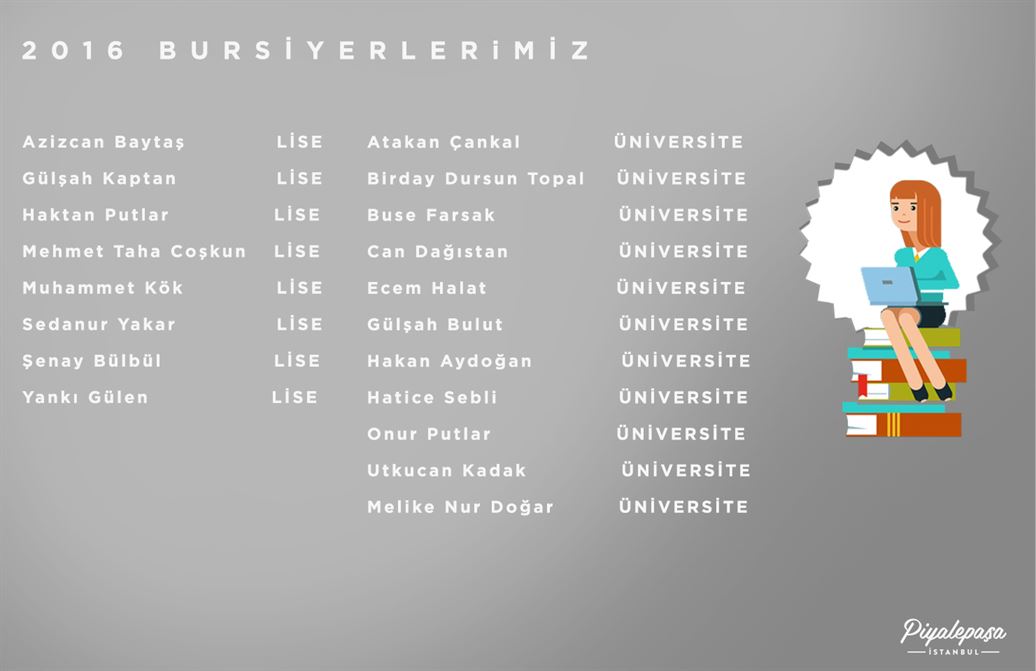 2016 BURSİYERLERiMİZ
Azizcan Baytaş LİSE
Gülşah Kaptan LİSE
Haktan Putlar LİSE
Mehmet Taha Coşkun LİSE
Muhammet Kök LİSE
Sedanur Yakar LİSE
Şenay Bülbül LİSE
Yankı Gülen LİSE
Atakan Çankal ÜNİVERSİTE
Birday Dursun Topal ÜNİVERSİTE
Buse Farsak ÜNİVERSİTE
Can Dağıstan ÜNİVERSİTE
Ecem Halat ÜNİVERSİTE
Gülşah Bulut ÜNİVERSİTE
Hakan Aydoğan ÜNİVERSİTE
Hatice Sebli ÜNİVERSİTE
Onur Putlar ÜNİVERSİTE
Utkucan Kadak ÜNİVERSİTE
Melike Nur Doğar ÜNİVERSİTE
Piyalepaşa
İSTANBUL